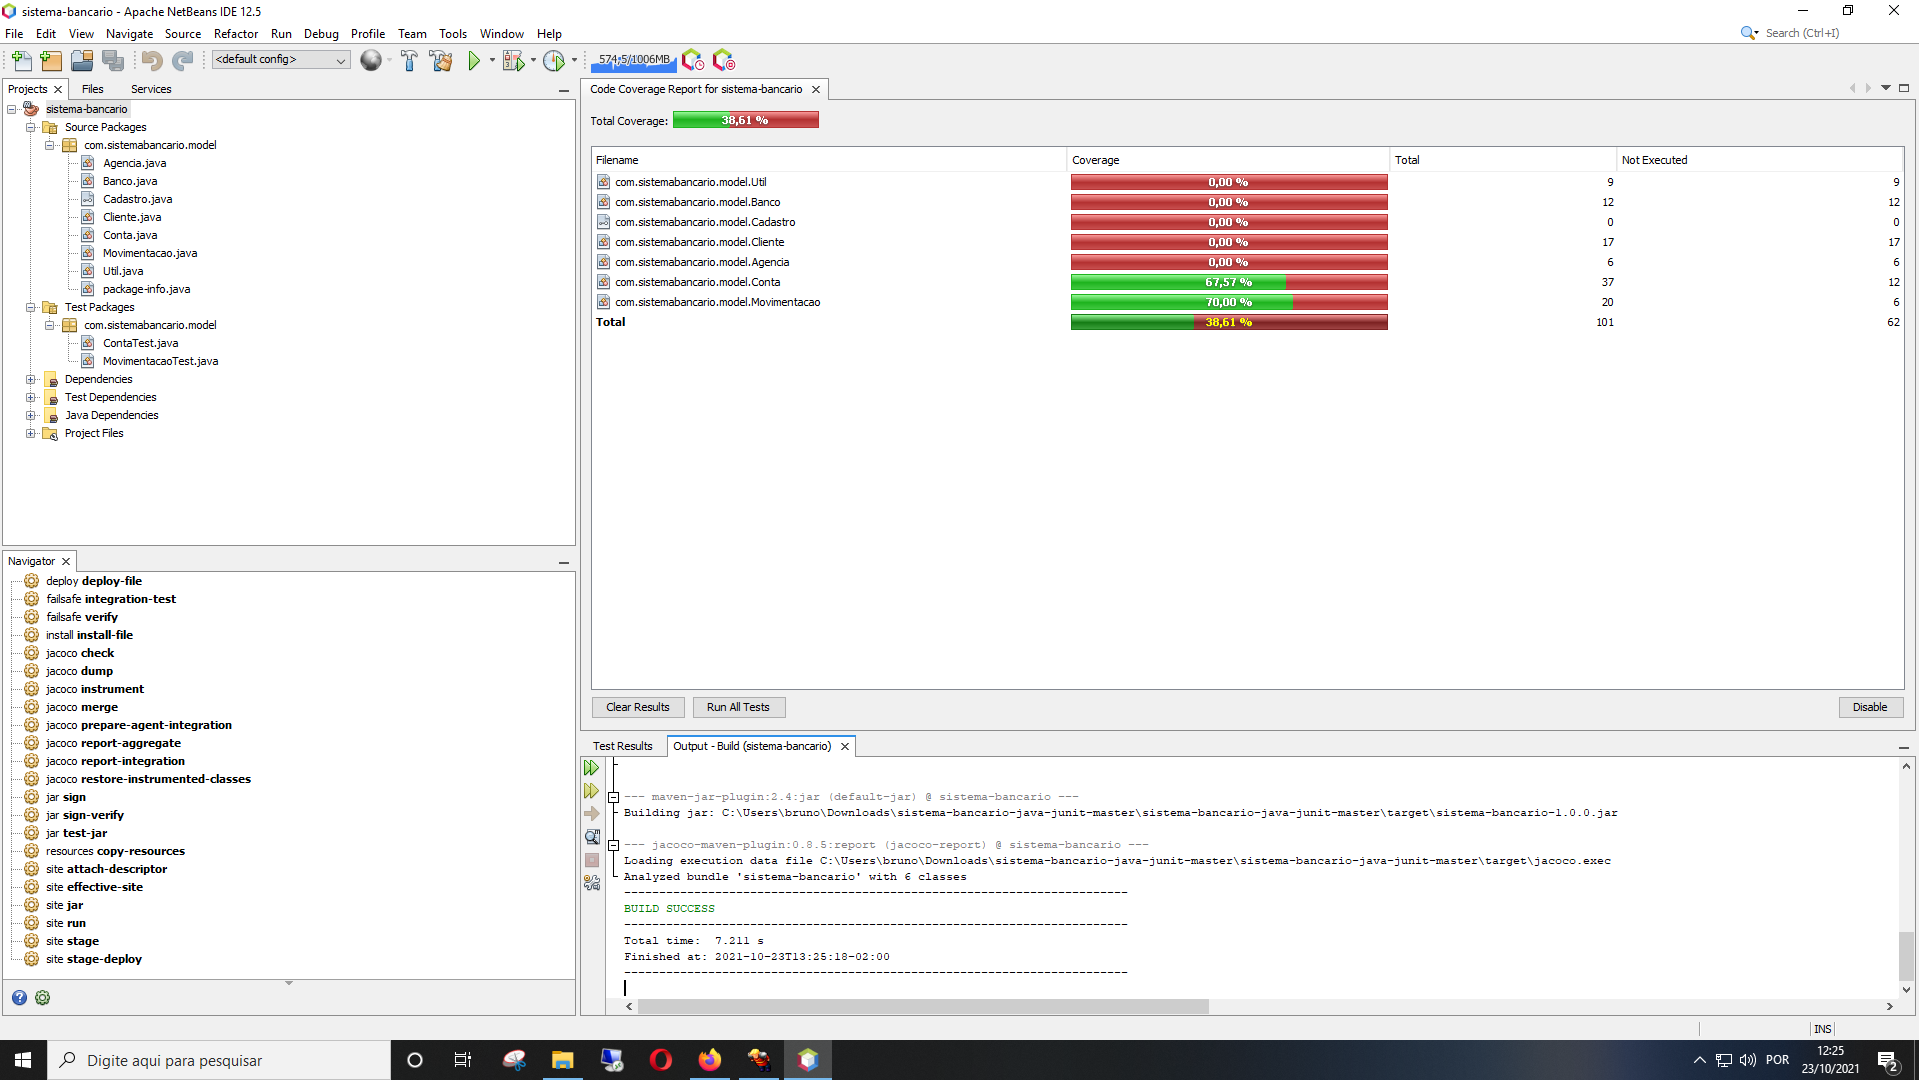 sistema-bancario - Apache NetBeans IDE 12.5
File Edit View Navigate Source Refactor Run Debug Profile Team Tools Window Help
Search (Ctrl+I)
<default config>
574,5/1006MB
Projects Files Services
sistema-bancario
Source Packages
com.sistemabancario.model
Agencia.java
Banco.java
Cadastro.java
Cliente.java
Conta.java
Movimentacao.java
Util.java
package-info.java
Test Packages
com.sistemabancario.model
ContaTest.java
MovimentacaoTest.java
Dependencies
Test Dependencies
Java Dependencies
Project Files
Navigator
deploy deploy-file
failsafe integration-test
failsafe verify
install install-file
jacoco check
jacoco dump
jacoco instrument
jacoco merge
jacoco prepare-agent-integration
jacoco report-aggregate
jacoco report-integration
jacoco restore-instrumented-classes
jar sign
jar sign-verify
jar test-jar
resources copy-resources
site attach-descriptor
site effective-site
site jar
site run
site stage
site stage-deploy
Code Coverage Report for sistema-bancario
Total Coverage: 38,61 %
Filename Coverage Total Not Executed
com.sistemabancario.model.Util 0,00 % 9 9
com.sistemabancario.model.Banco 0,00 % 12 12
com.sistemabancario.model.Cadastro 0,00 % 0 0
com.sistemabancario.model.Cliente 0,00 % 17 17
com.sistemabancario.model.Agencia 0,00 % 6 6
com.sistemabancario.model.Conta 67,57 % 37 12
com.sistemabancario.model.Movimentacao 70,00 % 20 6
Total 38,61 % 101 62
Clear Results Run All Tests Disable
Test Results Output - Build (sistema-bancario)
--- maven-jar-plugin:2.4:jar (default-jar) @ sistema-bancario ---
Building jar: C:\Users\bruno\Downloads\sistema-bancario-java-junit-master\sistema-bancario-java-junit-master\target\sistema-bancario-1.0.0.jar
--- jacoco-maven-plugin:0.8.5:report (jacoco-report) @ sistema-bancario ---
Loading execution data file C:\Users\bruno\Downloads\sistema-bancario-java-junit-master\sistema-bancario-java-junit-master\target\jacoco.exec
Analyzed bundle 'sistema-bancario' with 6 classes
------------------------------------------------------------------------
BUILD SUCCESS
------------------------------------------------------------------------
Total time:  7.211 s
Finished at: 2021-10-23T13:25:18-02:00
------------------------------------------------------------------------
INS
Digite aqui para pesquisar
POR
12:25
23/10/2021
2